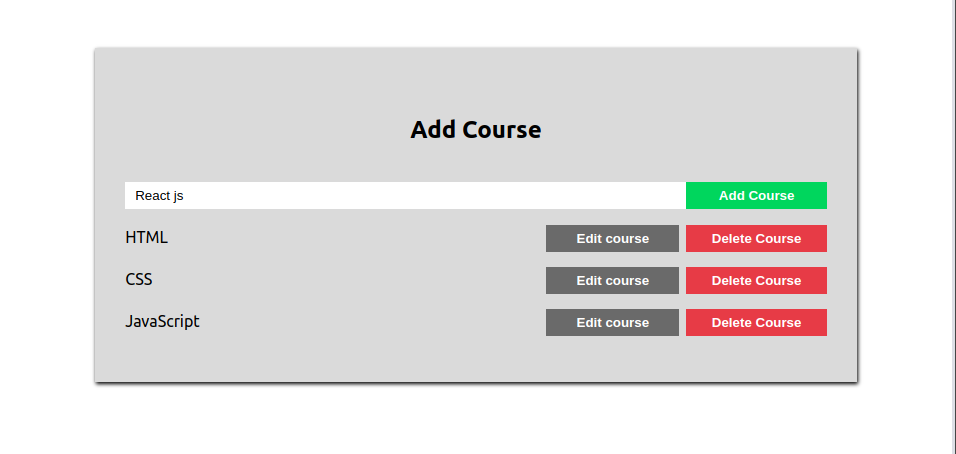 Add Course
React js Add Course
HTML Edit course Delete Course
CSS Edit course Delete Course
JavaScript Edit course Delete Course